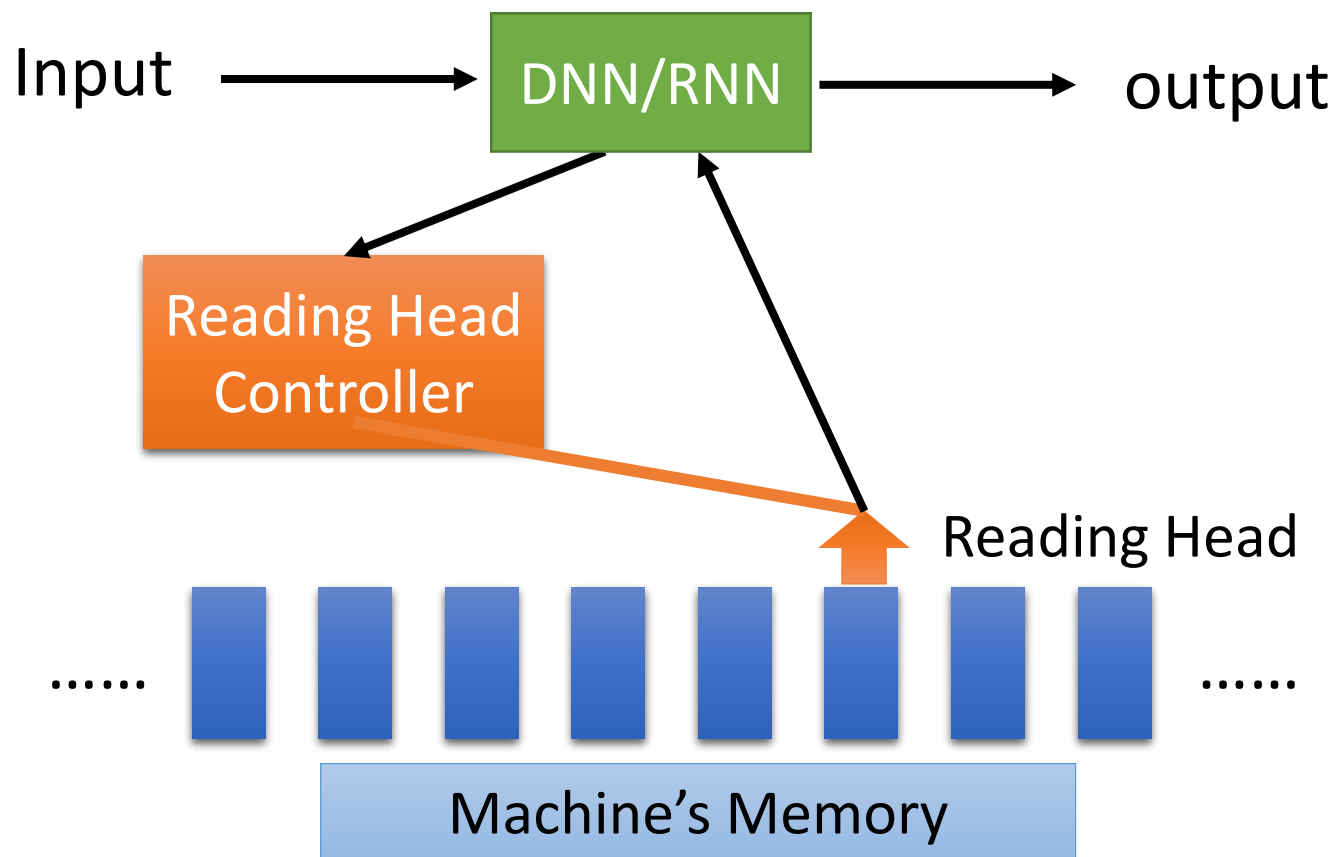 Input
DNN/RNN
output
Reading Head
Controller
Reading Head
……
……
Machine’s Memory